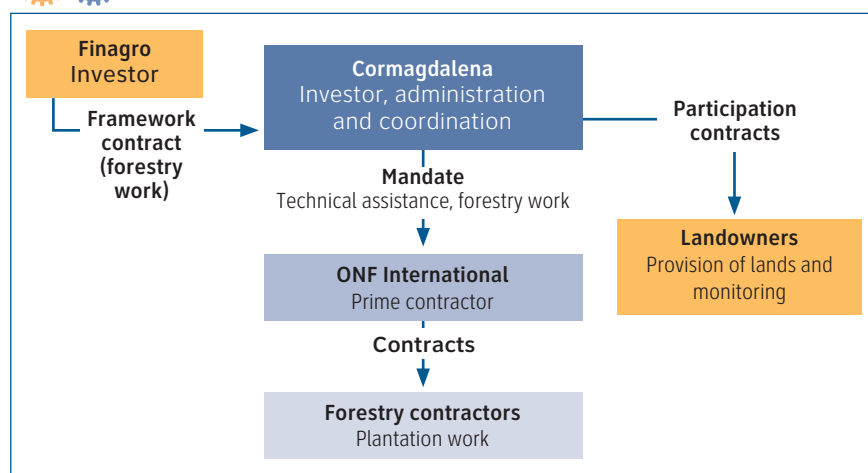 Finagro
Investor
Cormagdalena
Investor, administration
and coordination
Framework
contract
(forestry
work)
Participation
contracts
Mandate
Technical assistance, forestry work
Landowners
Provision of lands and
monitoring
ONF International
Prime contractor
Contracts
Forestry contractors
Plantation work